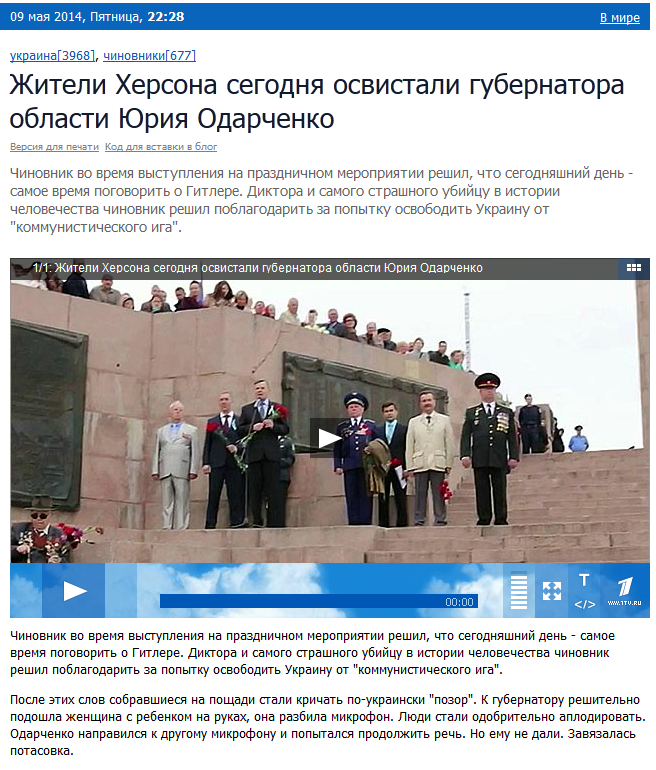 09 мая 2014, Пятница, 22:28
В мире
украина[3968], чиновники[677]
Жители Херсона сегодня освистали губернатора
области Юрия Одарченко
Версия для печати Код для вставки в блог
Чиновник во время выступления на праздничном мероприятии решил, что сегодняшний день -
самое время поговорить о Гитлере. Диктора и самого страшного убийцу в истории
человечества чиновник решил поблагодарить за попытку освободить Украину от
"коммунистического ига".
1/1: Жители Херсона сегодня освистали губернатора области Юрия Одарченко
00:00
T
</>
www.1tv.ru
Чиновник во время выступления на праздничном мероприятии решил, что сегодняшний день - самое
время поговорить о Гитлере. Диктора и самого страшного убийцу в истории человечества чиновник
решил поблагодарить за попытку освободить Украину от "коммунистического ига".
После этих слов собравшиеся на пощади стали кричать по-украински "позор". К губернатору решительно
подошла женщина с ребенком на руках, она разбила микрофон. Люди стали одобрительно аплодировать.
Одарченко направился к другому микрофону и попытался продолжить речь. Но ему не дали. Завязалась
потасовка.